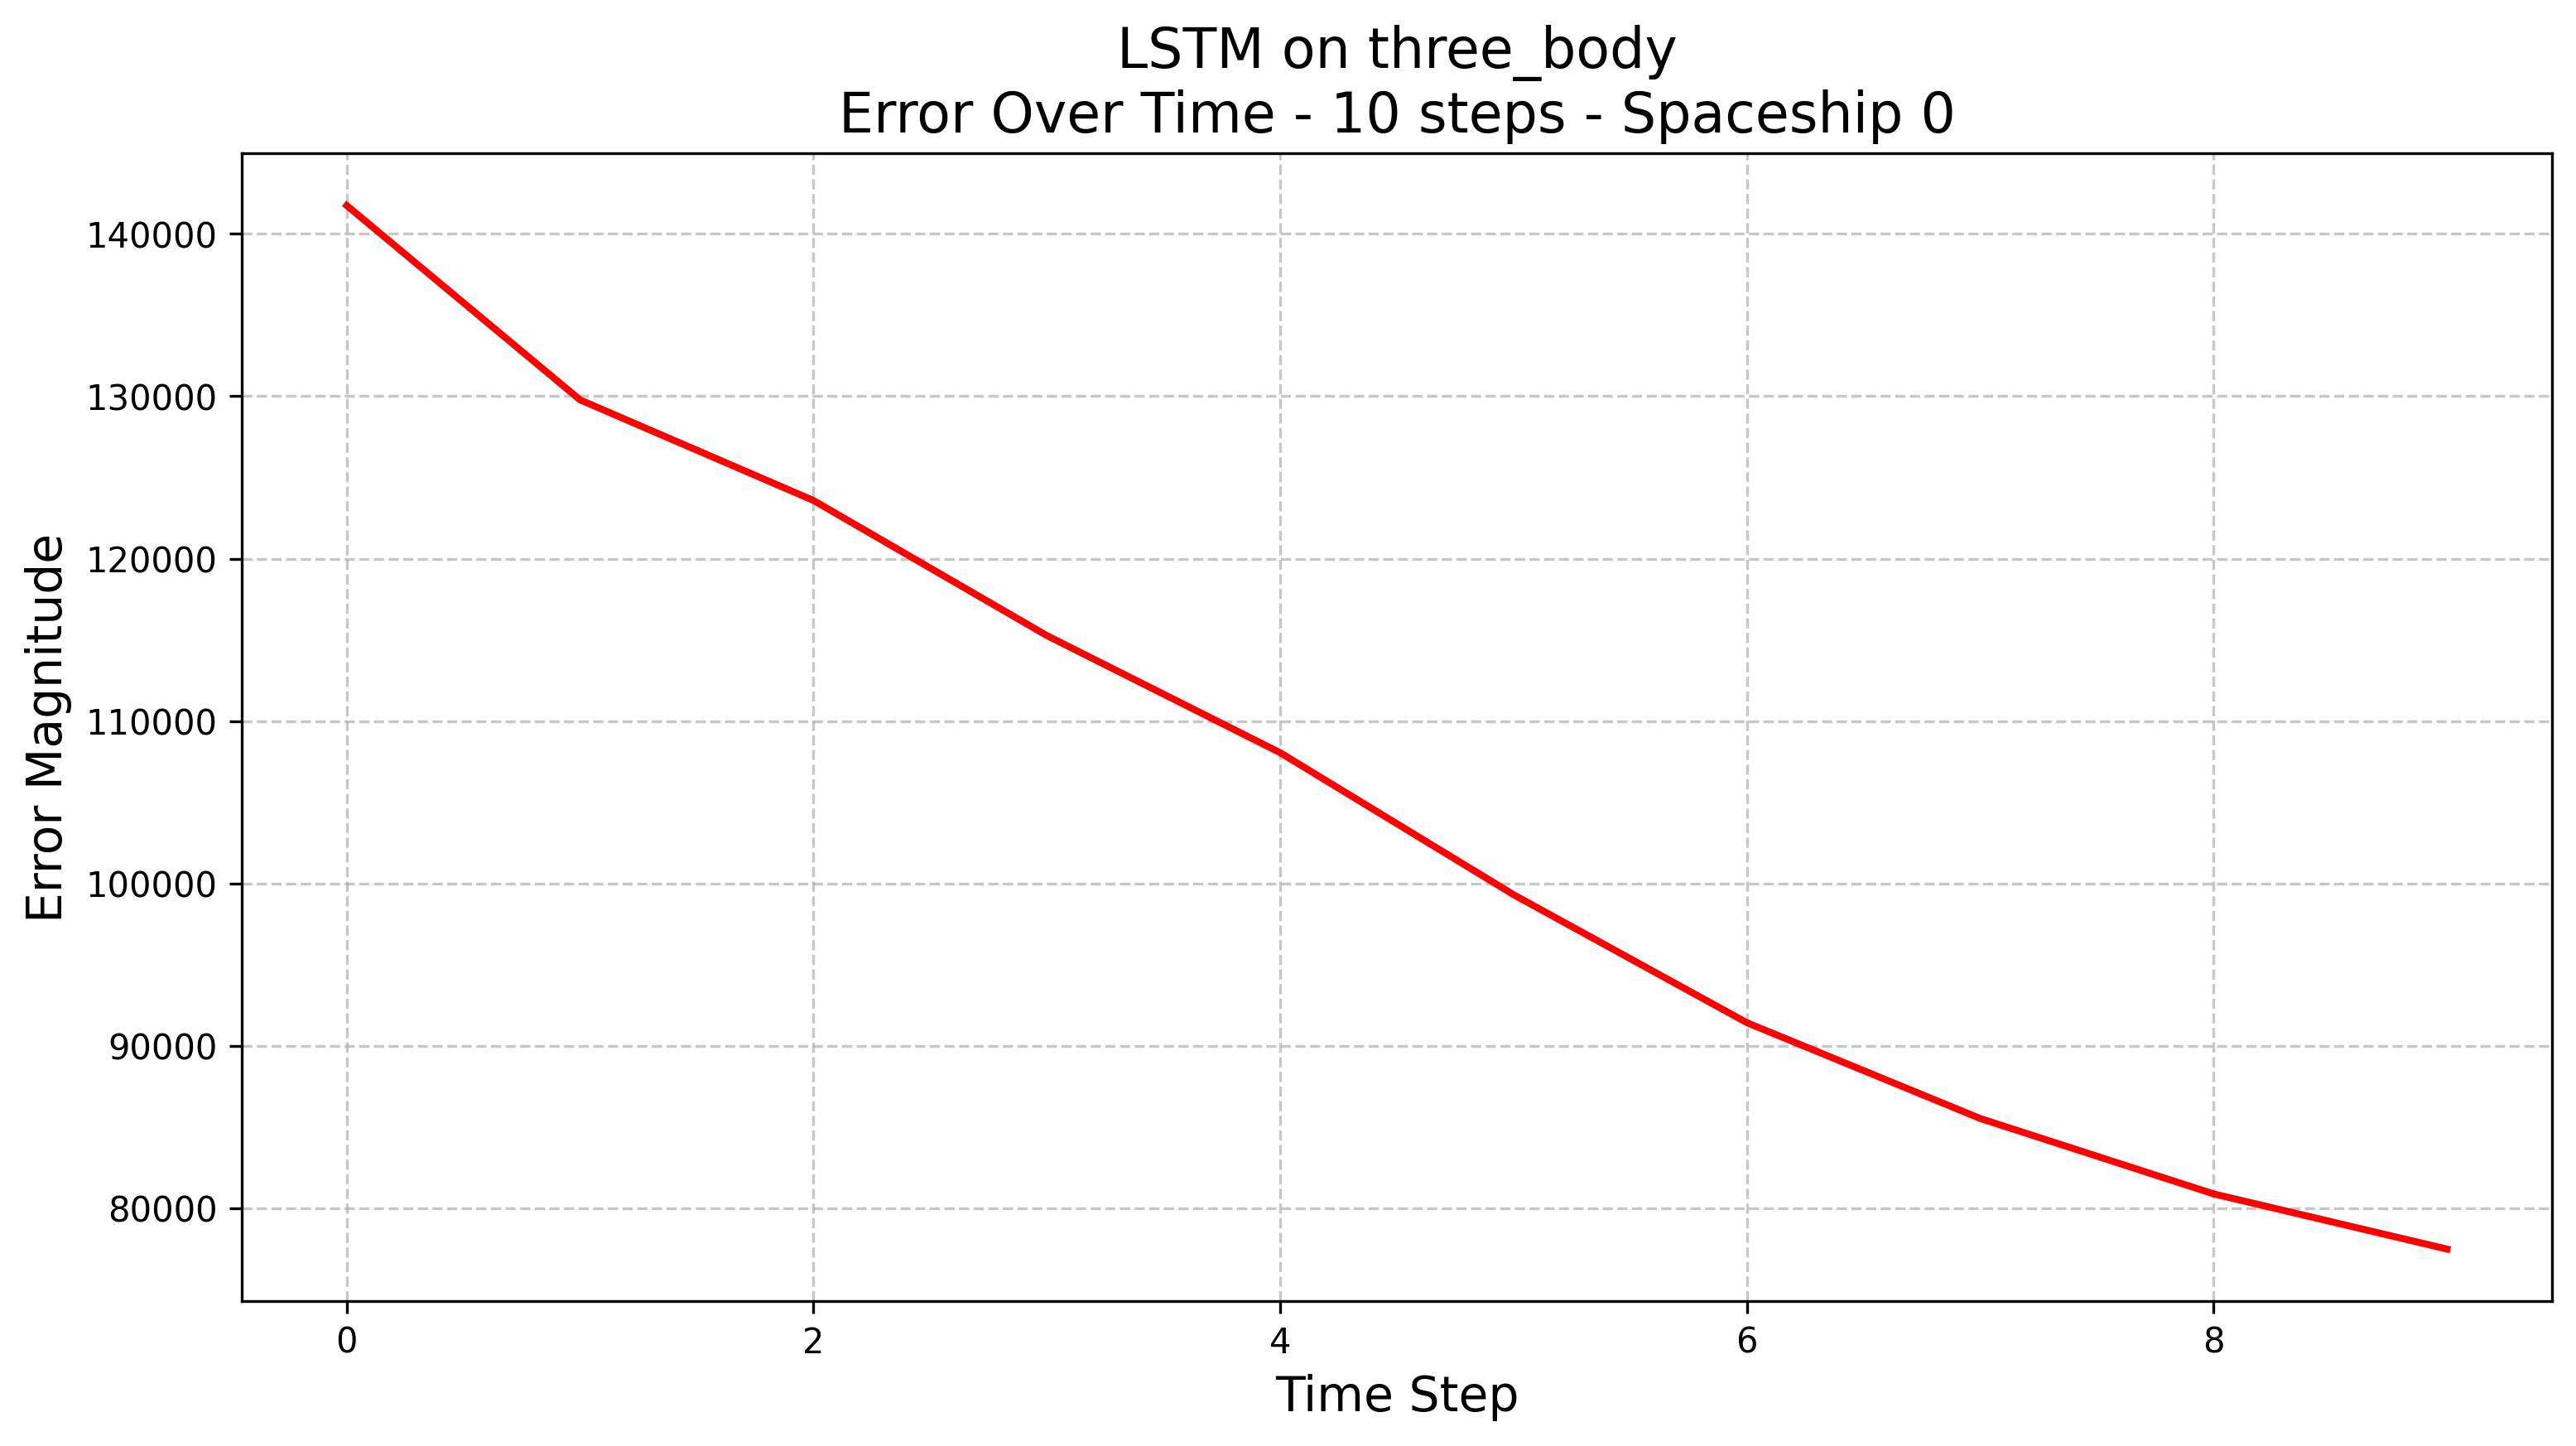 LSTM on three_body
Error Over Time - 10 steps - Spaceship 0
Error Magnitude
140000
130000
120000
110000
100000
90000
80000
0 2 4 6 8
Time Step